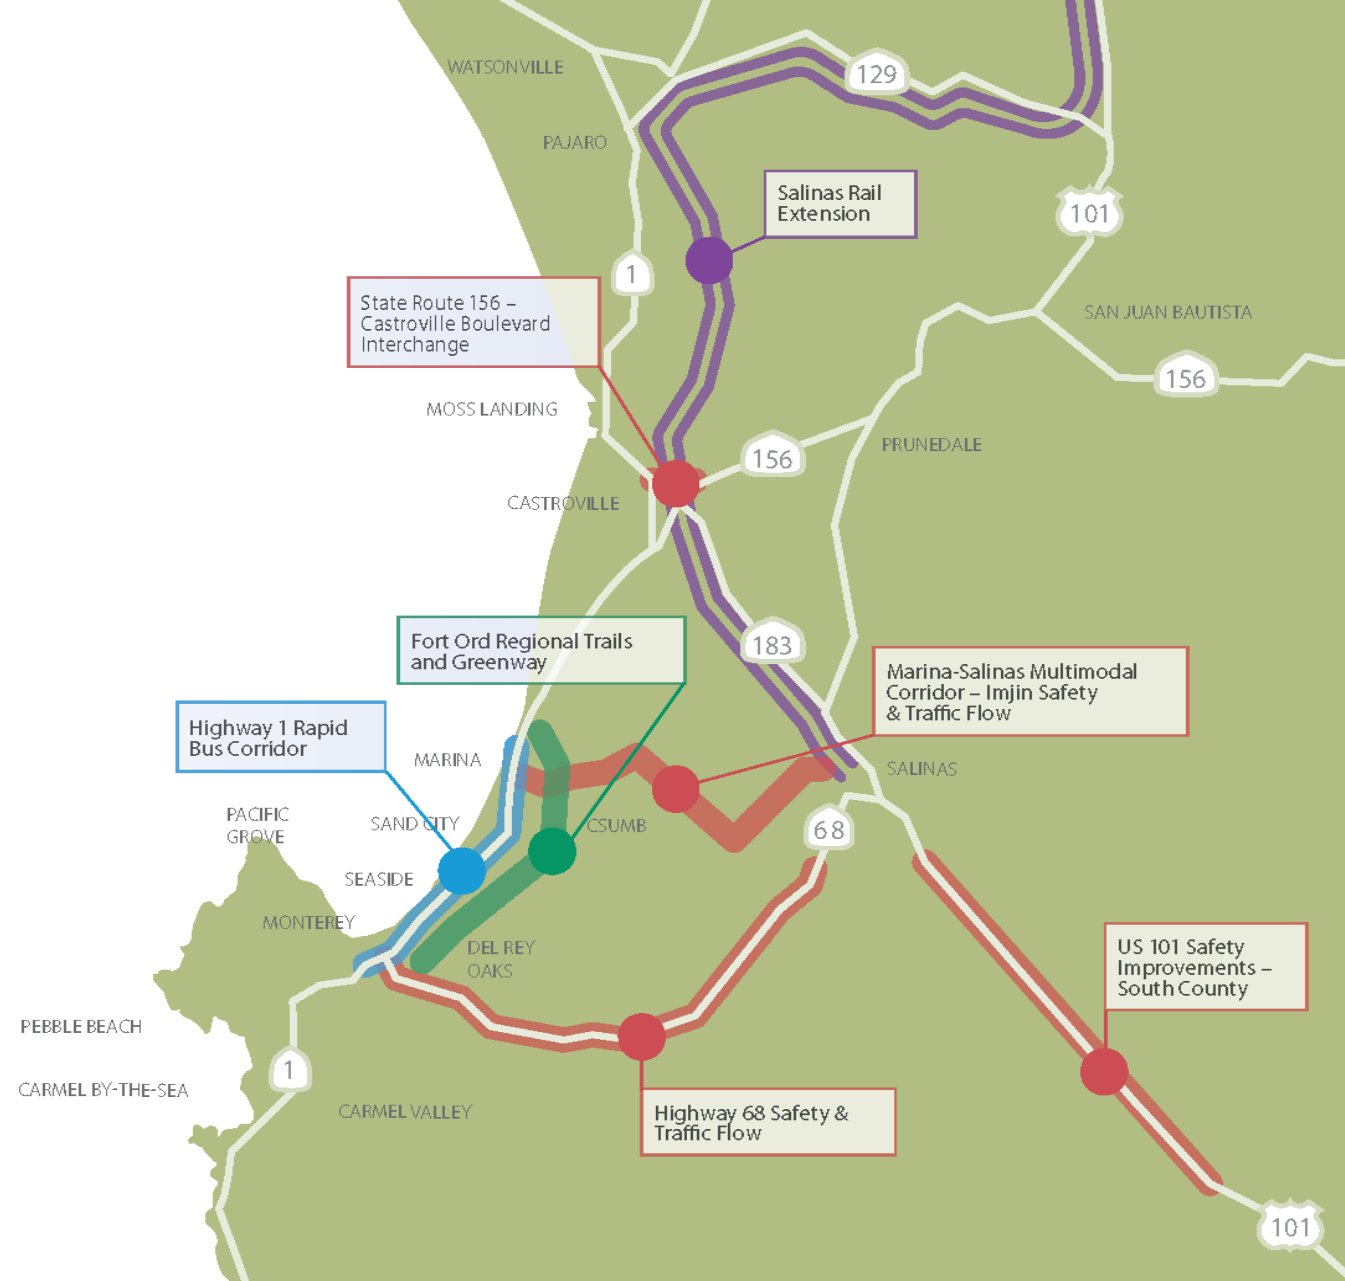 WATSONVILLE
129
PAJARO
Salinas Rail
Extension
101
1
State Route 156 –
Castroville Boulevard
Interchange
SAN JUAN BAUTISTA
156
MOSS LANDING
PRUNEDALE
156
CASTROVILLE
Fort Ord Regional Trails
and Greenway
183
Marina-Salinas Multimodal
Corridor – Imjin Safety
& Traffic Flow
Highway 1 Rapid
Bus Corridor
MARINA
SALINAS
PACIFIC
GROVE
SAND CITY
CSUMB
68
SEASIDE
MONTEREY
DEL REY
OAKS
US 101 Safety
Improvements –
South County
PEBBLE BEACH
1
CARMEL BY-THE-SEA
CARMEL VALLEY
Highway 68 Safety &
Traffic Flow
101